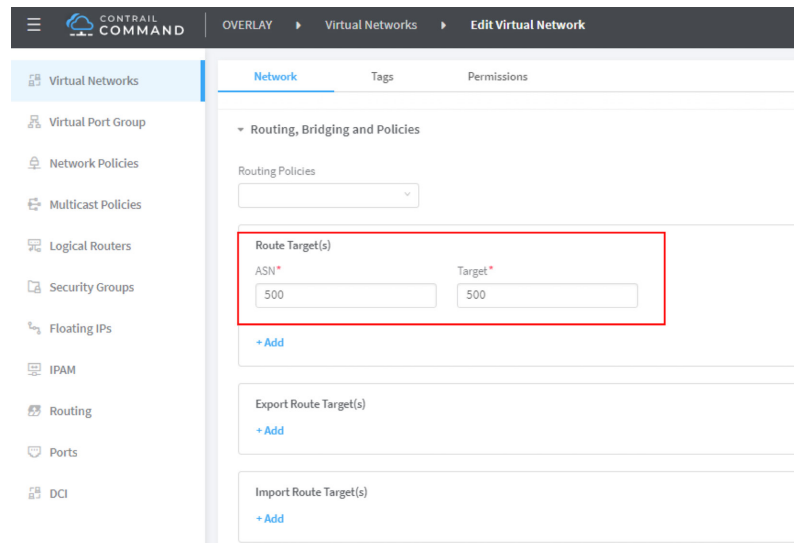 CONTRAIL
COMMAND
OVERLAY Virtual Networks Edit Virtual Network
Virtual Networks
Virtual Port Group
Network Policies
Multicast Policies
Logical Routers
Security Groups
Floating IPs
IPAM
Routing
Ports
DCI
Network Tags Permissions
Routing, Bridging and Policies
Routing Policies
Route Target(s)
ASN* Target*
500 500
+ Add
Export Route Target(s)
+ Add
Import Route Target(s)
+ Add